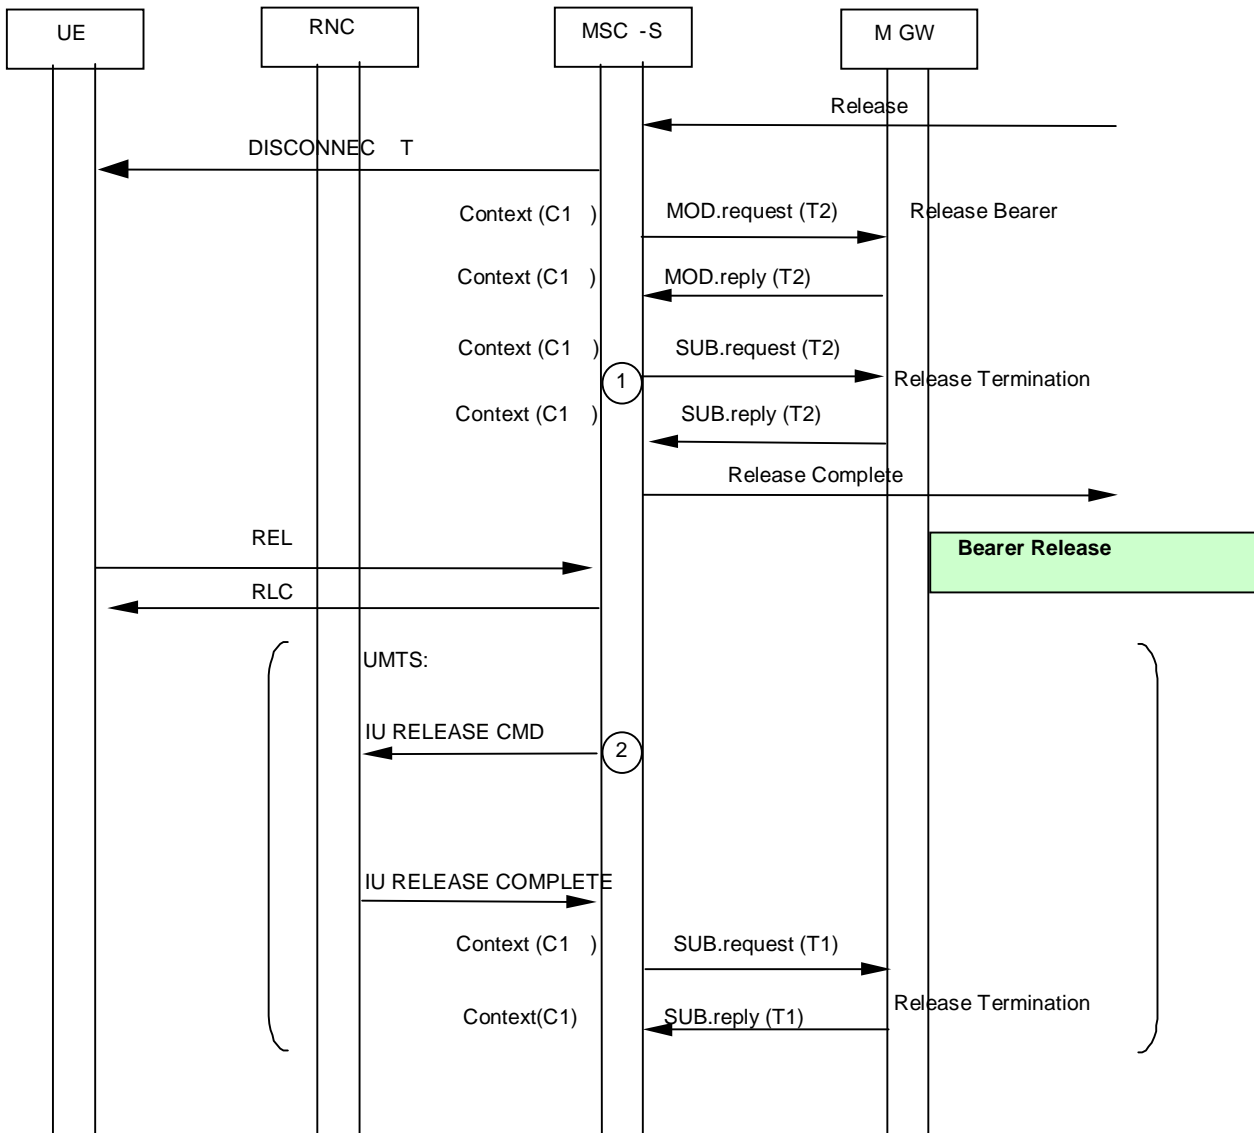 UE
RNC
MSC -S
M GW
Release
DISCONNEC T
Context (C1 ) MOD.request (T2) Release Bearer
Context (C1 ) MOD.reply (T2)
Context (C1 ) SUB.request (T2)
1
Release Termination
Context (C1 ) SUB.reply (T2)
Release Complete
REL
Bearer Release
RLC
UMTS:
IU RELEASE CMD
2
IU RELEASE COMPLETE
Context (C1 ) SUB.request (T1)
Release Termination
Context(C1) SUB.reply (T1)